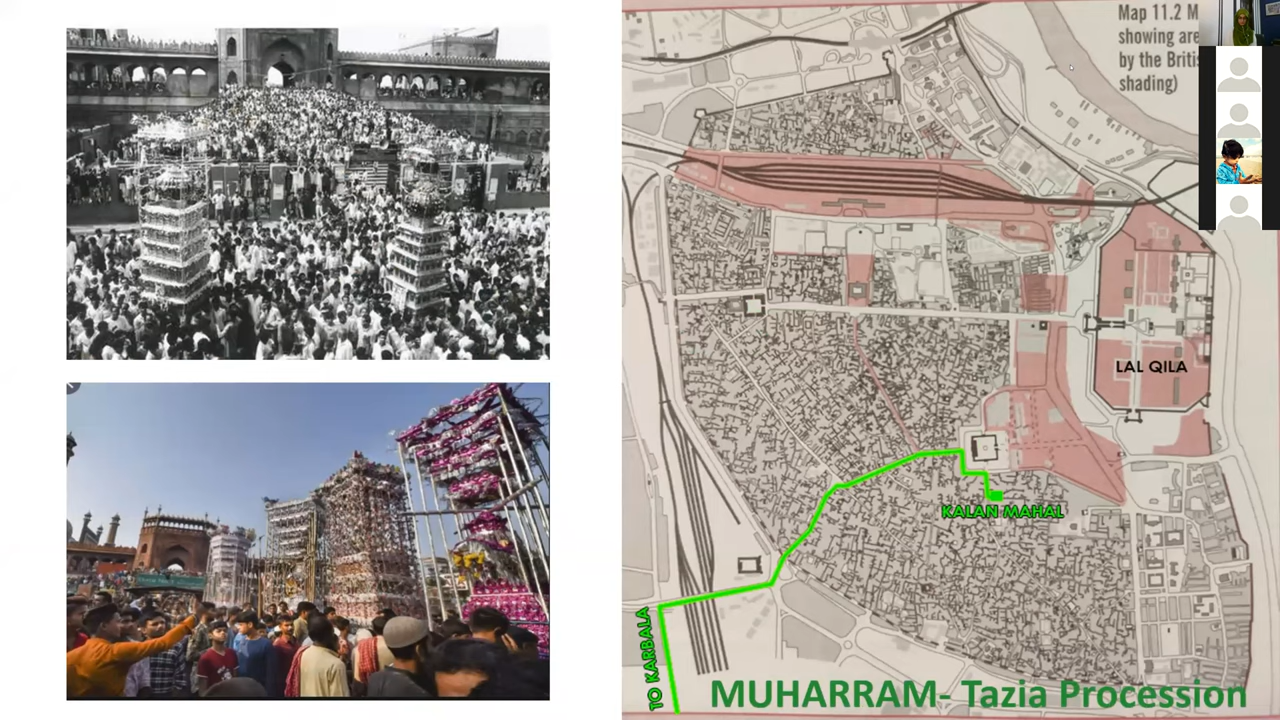 Map 11.2 M
showing are
by the Britis
shading)
LAL QILA
KALAN MAHAL
TO KARBALA
MUHARRAM- Tazia Procession